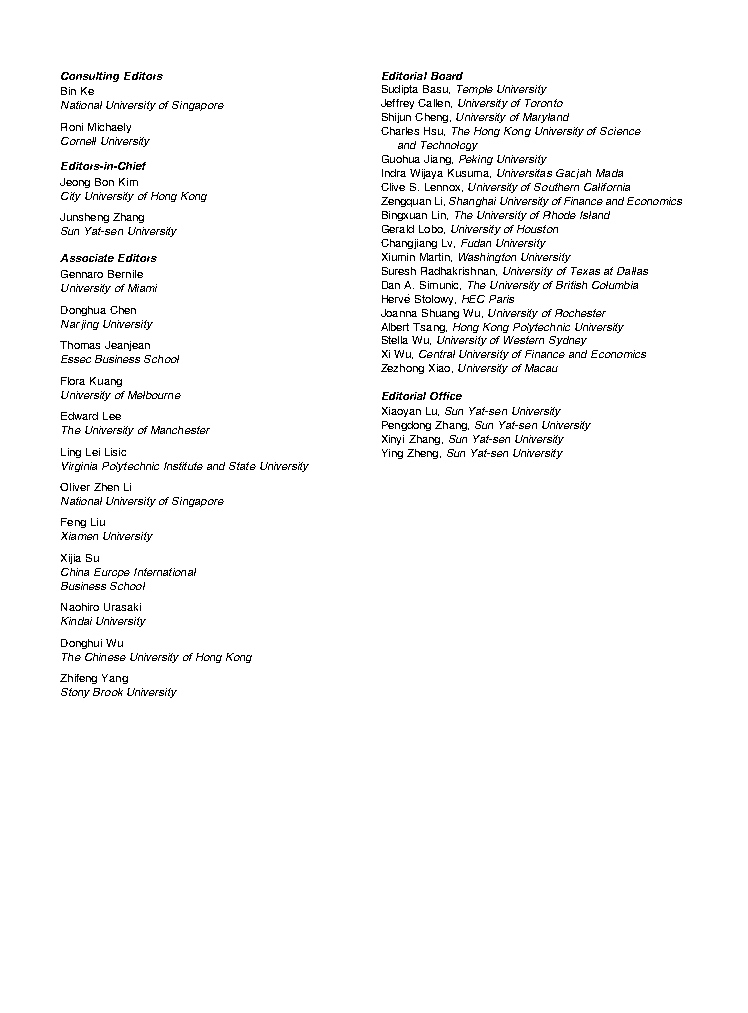 Consulting Editors
Bin Ke
National University of Singapore
Roni Michaely
Cornell University
Editors-in-Chief
Jeong Bon Kim
City University of Hong Kong
Junsheng Zhang
Sun Yat-sen University
Associate Editors
Gennaro Bernile
University of Miami
Donghua Chen
Nanjing University
Thomas Jeanjean
Essec Business School
Flora Kuang
University of Melbourne
Edward Lee
The University of Manchester
Ling Lei Lisic
Virginia Polytechnic Institute and State University
Oliver Zhen Li
National University of Singapore
Feng Liu
Xiamen University
Xijia Su
China Europe International
Business School
Naohiro Urasaki
Kindai University
Donghui Wu
The Chinese University of Hong Kong
Zhifeng Yang
Stony Brook University
Editorial Board
Sudipta Basu, Temple University
Jeffrey Callen, University of Toronto
Shijun Cheng, University of Maryland
Charles Hsu, The Hong Kong University of Science
and Technology
Guohua Jiang, Peking University
Indra Wijaya Kusuma, Universitas Gadjah Mada
Clive S. Lennox, University of Southern California
Zengquan Li, Shanghai University of Finance and Economics
Bingxuan Lin, The University of Rhode Island
Gerald Lobo, University of Houston
Changjiang Lv, Fudan University
Xiumin Martin, Washington University
Suresh Radhakrishnan, University of Texas at Dallas
Dan A. Simunic, The University of British Columbia
Hervé Stolowy, HEC Paris
Joanna Shuang Wu, University of Rochester
Albert Tsang, Hong Kong Polytechnic University
Stella Wu, University of Western Sydney
Xi Wu, Central University of Finance and Economics
Zezhong Xiao, University of Macau
Editorial Office
Xiaoyan Lu, Sun Yat-sen University
Pengdong Zhang, Sun Yat-sen University
Xinyi Zhang, Sun Yat-sen University
Ying Zheng, Sun Yat-sen University